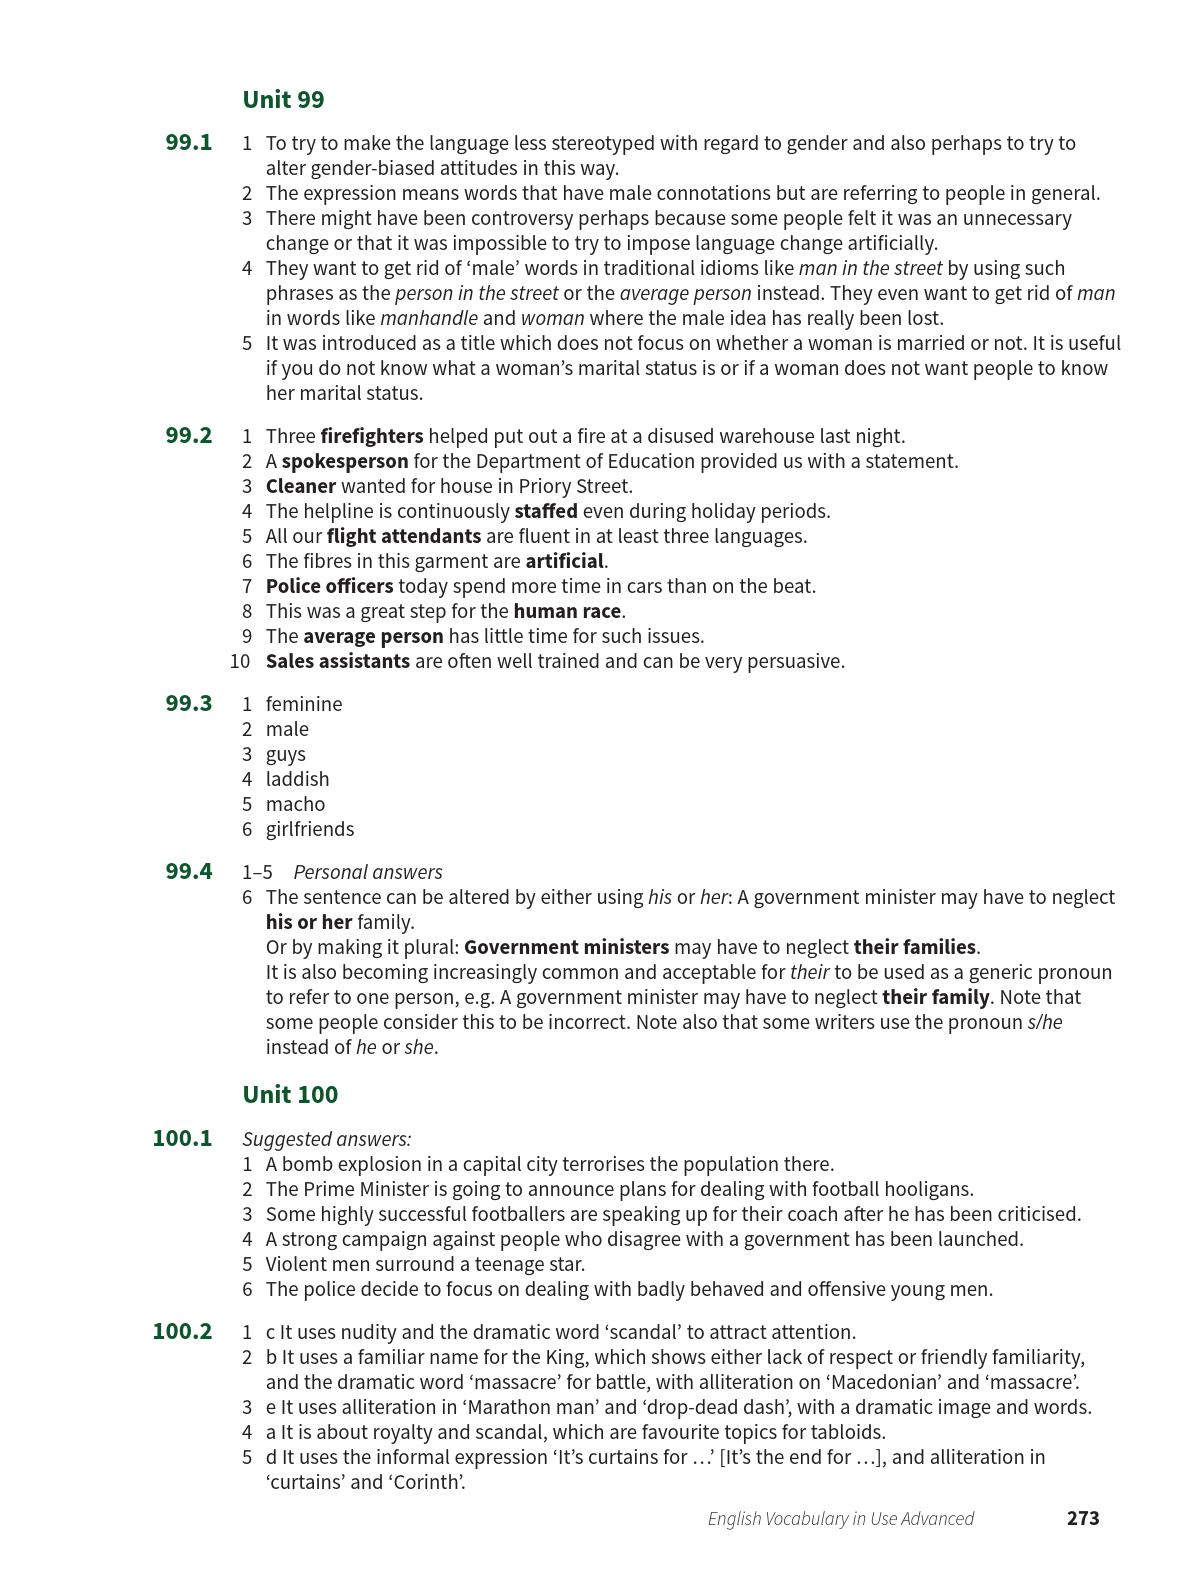 Unit 99
99.1 1 To try to make the language less stereotyped with regard to gender and also perhaps to try to
alter gender-biased attitudes in this way.
2 The expression means words that have male connotations but are referring to people in general.
3 There might have been controversy perhaps because some people felt it was an unnecessary
change or that it was impossible to try to impose language change artificially.
4 They want to get rid of ‘male’ words in traditional idioms like man in the street by using such
phrases as the person in the street or the average person instead. They even want to get rid of man
in words like manhandle and woman where the male idea has really been lost.
5 It was introduced as a title which does not focus on whether a woman is married or not. It is useful
if you do not know what a woman’s marital status is or if a woman does not want people to know
her marital status.
99.2 1 Three firefighters helped put out a fire at a disused warehouse last night.
2 A spokesperson for the Department of Education provided us with a statement.
3 Cleaner wanted for house in Priory Street.
4 The helpline is continuously staffed even during holiday periods.
5 All our flight attendants are fluent in at least three languages.
6 The fibres in this garment are artificial.
7 Police officers today spend more time in cars than on the beat.
8 This was a great step for the human race.
9 The average person has little time for such issues.
10 Sales assistants are often well trained and can be very persuasive.
99.3 1 feminine
2 male
3 guys
4 laddish
5 macho
6 girlfriends
99.4 1–5 Personal answers
6 The sentence can be altered by either using his or her: A government minister may have to neglect
his or her family.
Or by making it plural: Government ministers may have to neglect their families.
It is also becoming increasingly common and acceptable for their to be used as a generic pronoun
to refer to one person, e.g. A government minister may have to neglect their family. Note that
some people consider this to be incorrect. Note also that some writers use the pronoun s/he
instead of he or she.
Unit 100
100.1 Suggested answers:
1 A bomb explosion in a capital city terrorises the population there.
2 The Prime Minister is going to announce plans for dealing with football hooligans.
3 Some highly successful footballers are speaking up for their coach after he has been criticised.
4 A strong campaign against people who disagree with a government has been launched.
5 Violent men surround a teenage star.
6 The police decide to focus on dealing with badly behaved and offensive young men.
100.2 1 c It uses nudity and the dramatic word ‘scandal’ to attract attention.
2 b It uses a familiar name for the King, which shows either lack of respect or friendly familiarity,
and the dramatic word ‘massacre’ for battle, with alliteration on ‘Macedonian’ and ‘massacre’.
3 e It uses alliteration in ‘Marathon man’ and ‘drop-dead dash’, with a dramatic image and words.
4 a It is about royalty and scandal, which are favourite topics for tabloids.
5 d It uses the informal expression ‘It’s curtains for …’ [It’s the end for …], and alliteration in
‘curtains’ and ‘Corinth’.
English Vocabulary in Use Advanced 273